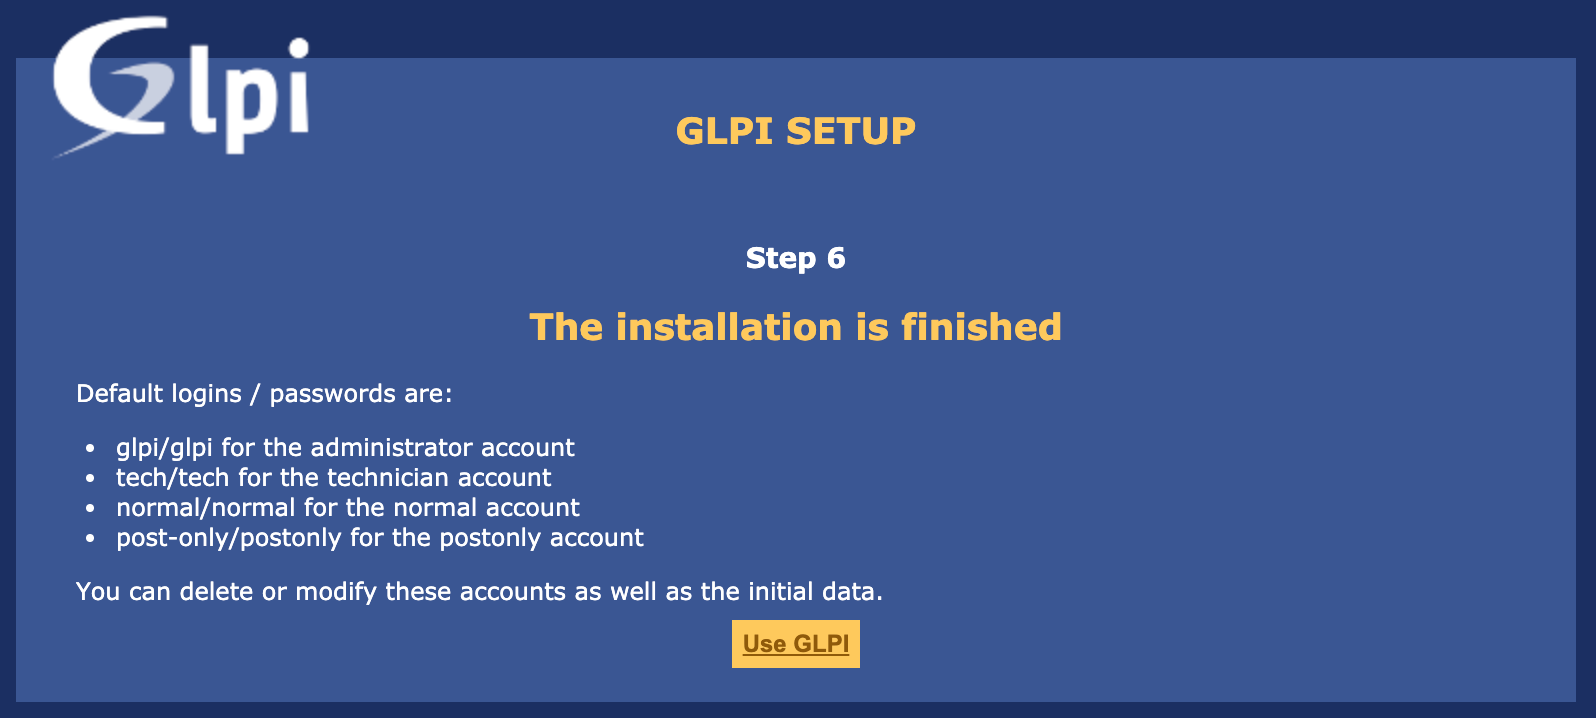 Glpi
GLPI SETUP
Step 6
The installation is finished
Default logins / passwords are:
• glpi/glpi for the administrator account
• tech/tech for the technician account
• normal/normal for the normal account
• post-only/postonly for the postonly account
You can delete or modify these accounts as well as the initial data.
Use GLPI